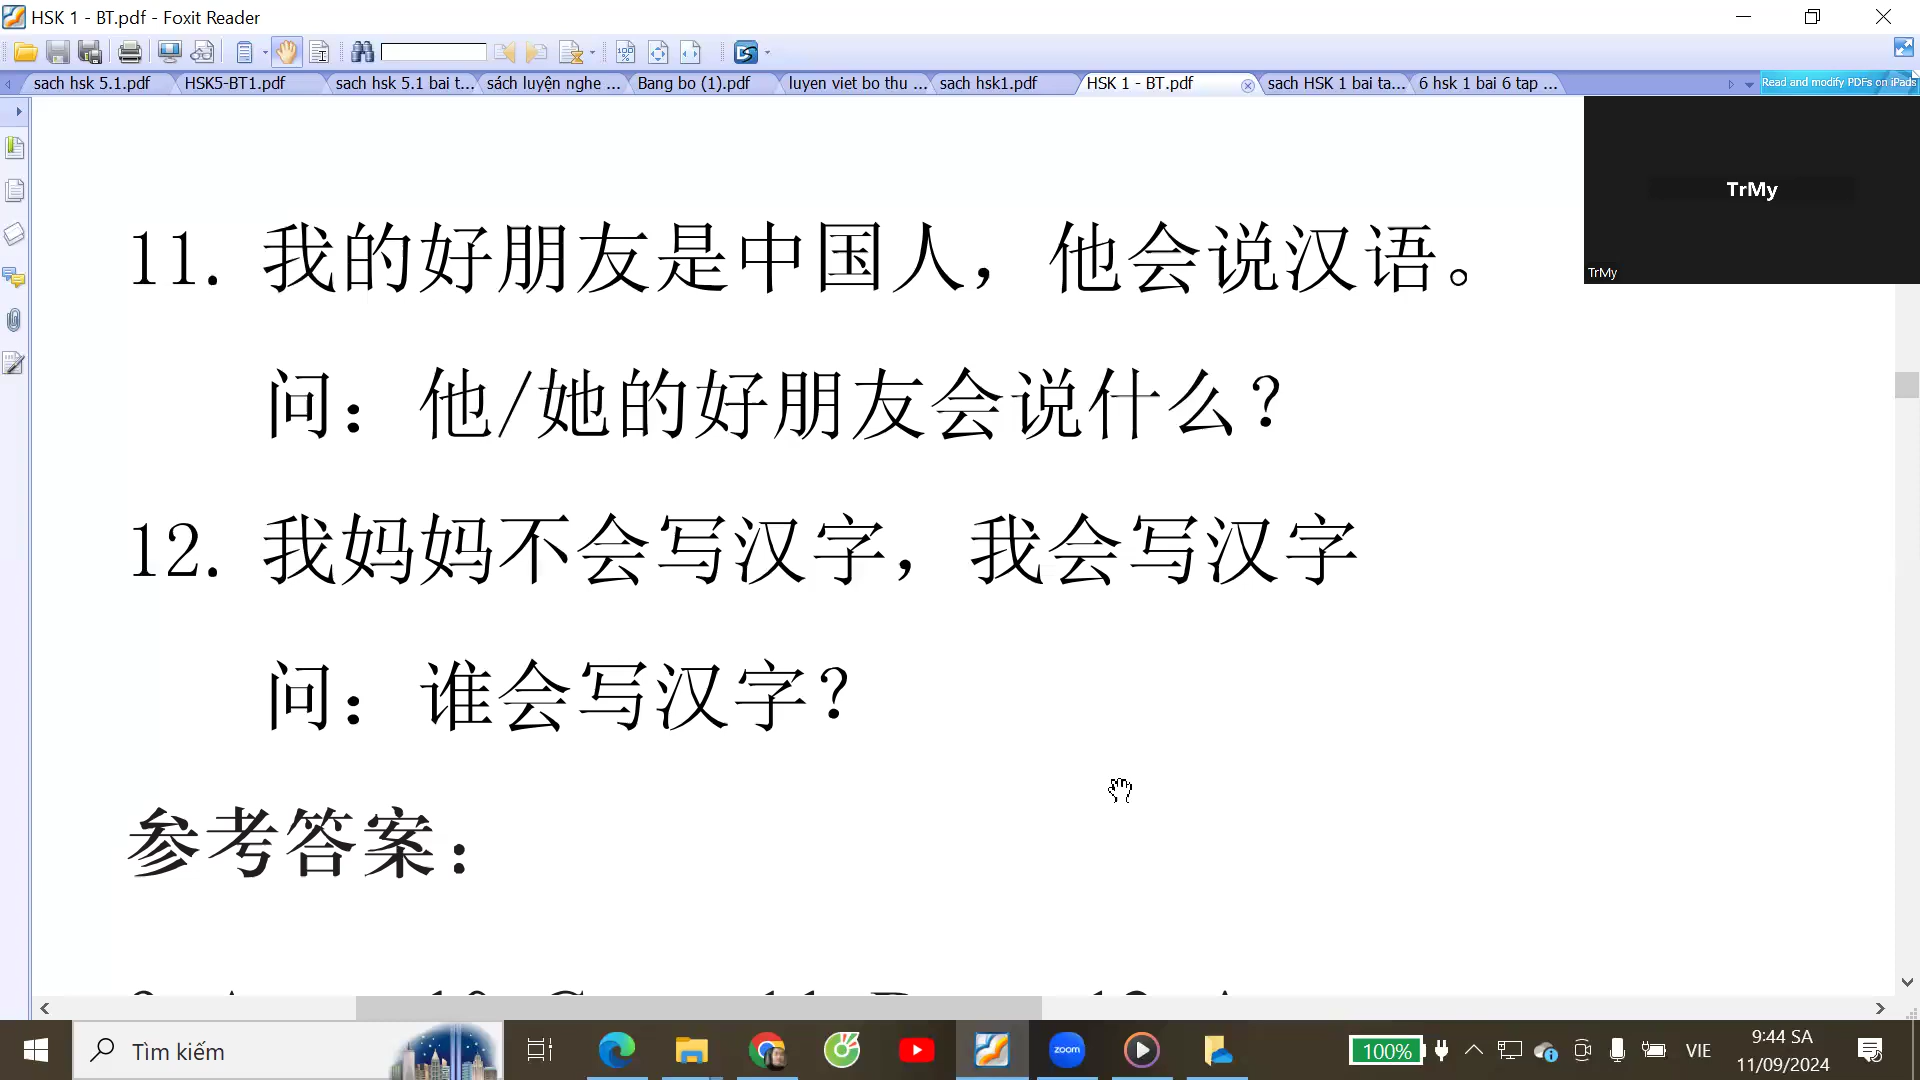 HSK 1 - BT.pdf - Foxit Reader
sach hsk 5.1.pdf
HSK5-BT1.pdf
sach hsk 5.1 bai t...
sách luyện nghe ...
Bang bo (1).pdf
luyen viet bo thu ...
sach hsk1.pdf
HSK 1 - BT.pdf
sach HSK 1 bai ta...
6 hsk 1 bai 6 tap ...
Read and modify PDFs on iPads
TrMy
TrMy
11. 我的好朋友是中国人，他会说汉语。
问：他/她的好朋友会说什么？
12. 我妈妈不会写汉字，我会写汉字
问：谁会写汉字？
参考答案：
Tìm kiếm
zoom
100%
VIE
9:44 SA
11/09/2024